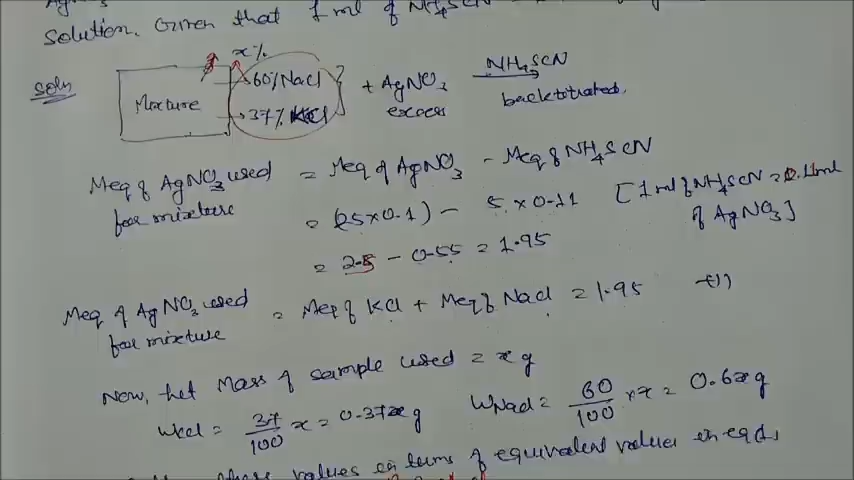 solution. Given that 1 ml of NH4SCN
Soln
x%
Mixture
60% NaCl
37% KCl
+ AgNO3
excess
NH4SCN
backtitrated.
Meq of AgNO3 used = Meq of AgNO3 - Meq of NH4SCN
for mixture
= (25×0.1) - 5×0.11 [1 ml of NH4SCN = 0.11ml
of AgNO3]
= 2.5 - 0.55 = 1.95
Meq of AgNO3 used = Meq of KCl + Meq of NaCl = 1.95 -(1)
for mixture
Now, let Mass of sample used = x g
WKCl = 37/100 x = 0.37x g WNaCl = 60/100 × x = 0.6x g
these values in terms of equivalent values in eq(1),